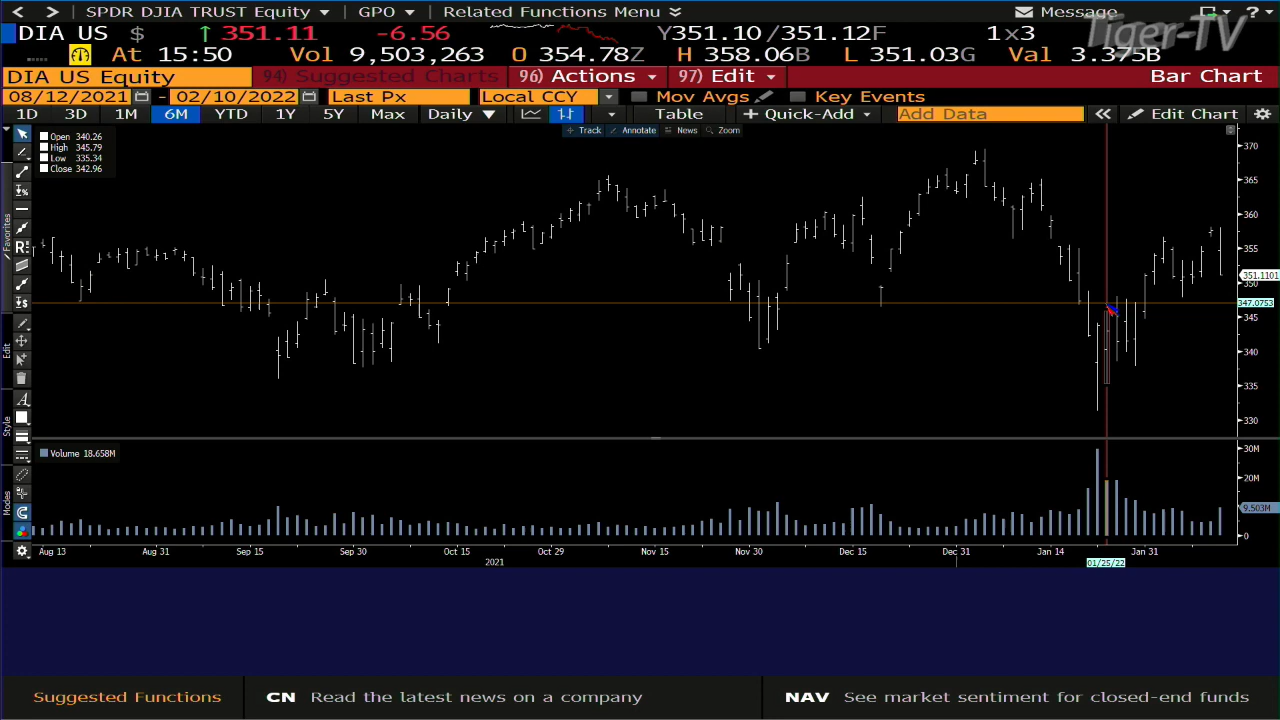 < > SPDR DJIA TRUST Equity GPO Related Functions Menu Message ?
Tiger-TV
DIA US $ ↑ 351.11 -6.56 Y351.10/351.12F 1×3
At 15:50 Vol 9,503,263 O 354.78Z H 358.06B L 351.03G Val 3.375B
DIA US Equity 94) Suggested Charts 96) Actions 97) Edit Bar Chart
08/12/2021 - 02/10/2022 Last Px Local CCY Mov Avgs Key Events
1D 3D 1M 6M YTD 1Y 5Y Max Daily ▼ Table + Quick-Add Add Data « Edit Chart
Track Annotate News Zoom
Open 340.26
High 345.79
Low 335.34
Close 342.96
Favorites
Edit
Style
Modes
370
365
360
355
351.1101
350
347.0753
345
340
335
330
Volume 18.658M
30M
20M
9.503M
0
Aug 13 Aug 31 Sep 15 Sep 30 Oct 15 Oct 29 Nov 15 Nov 30 Dec 15 Dec 31 Jan 14 Jan 31
2021 01/25/22
Suggested Functions CN Read the latest news on a company NAV See market sentiment for closed-end funds